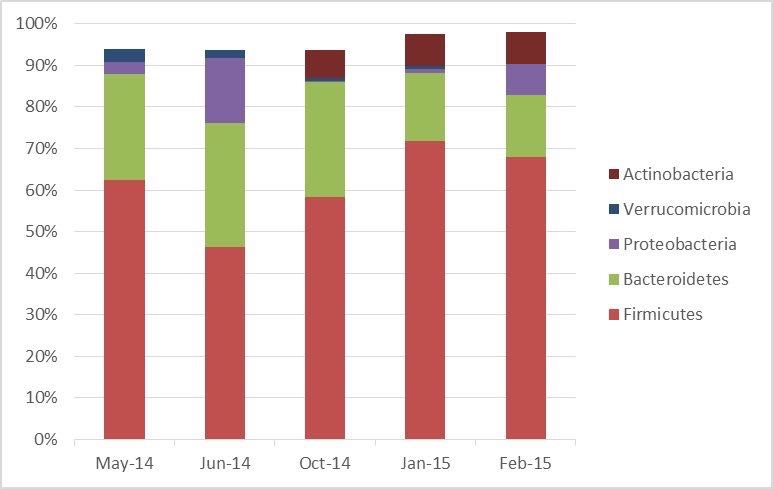 100%
90%
80%
70%
60%
50%
40%
30%
20%
10%
0%
May-14
Jun-14
Oct-14
Jan-15
Feb-15
Actinobacteria
Verrucomicrobia
Proteobacteria
Bacteroidetes
Firmicutes